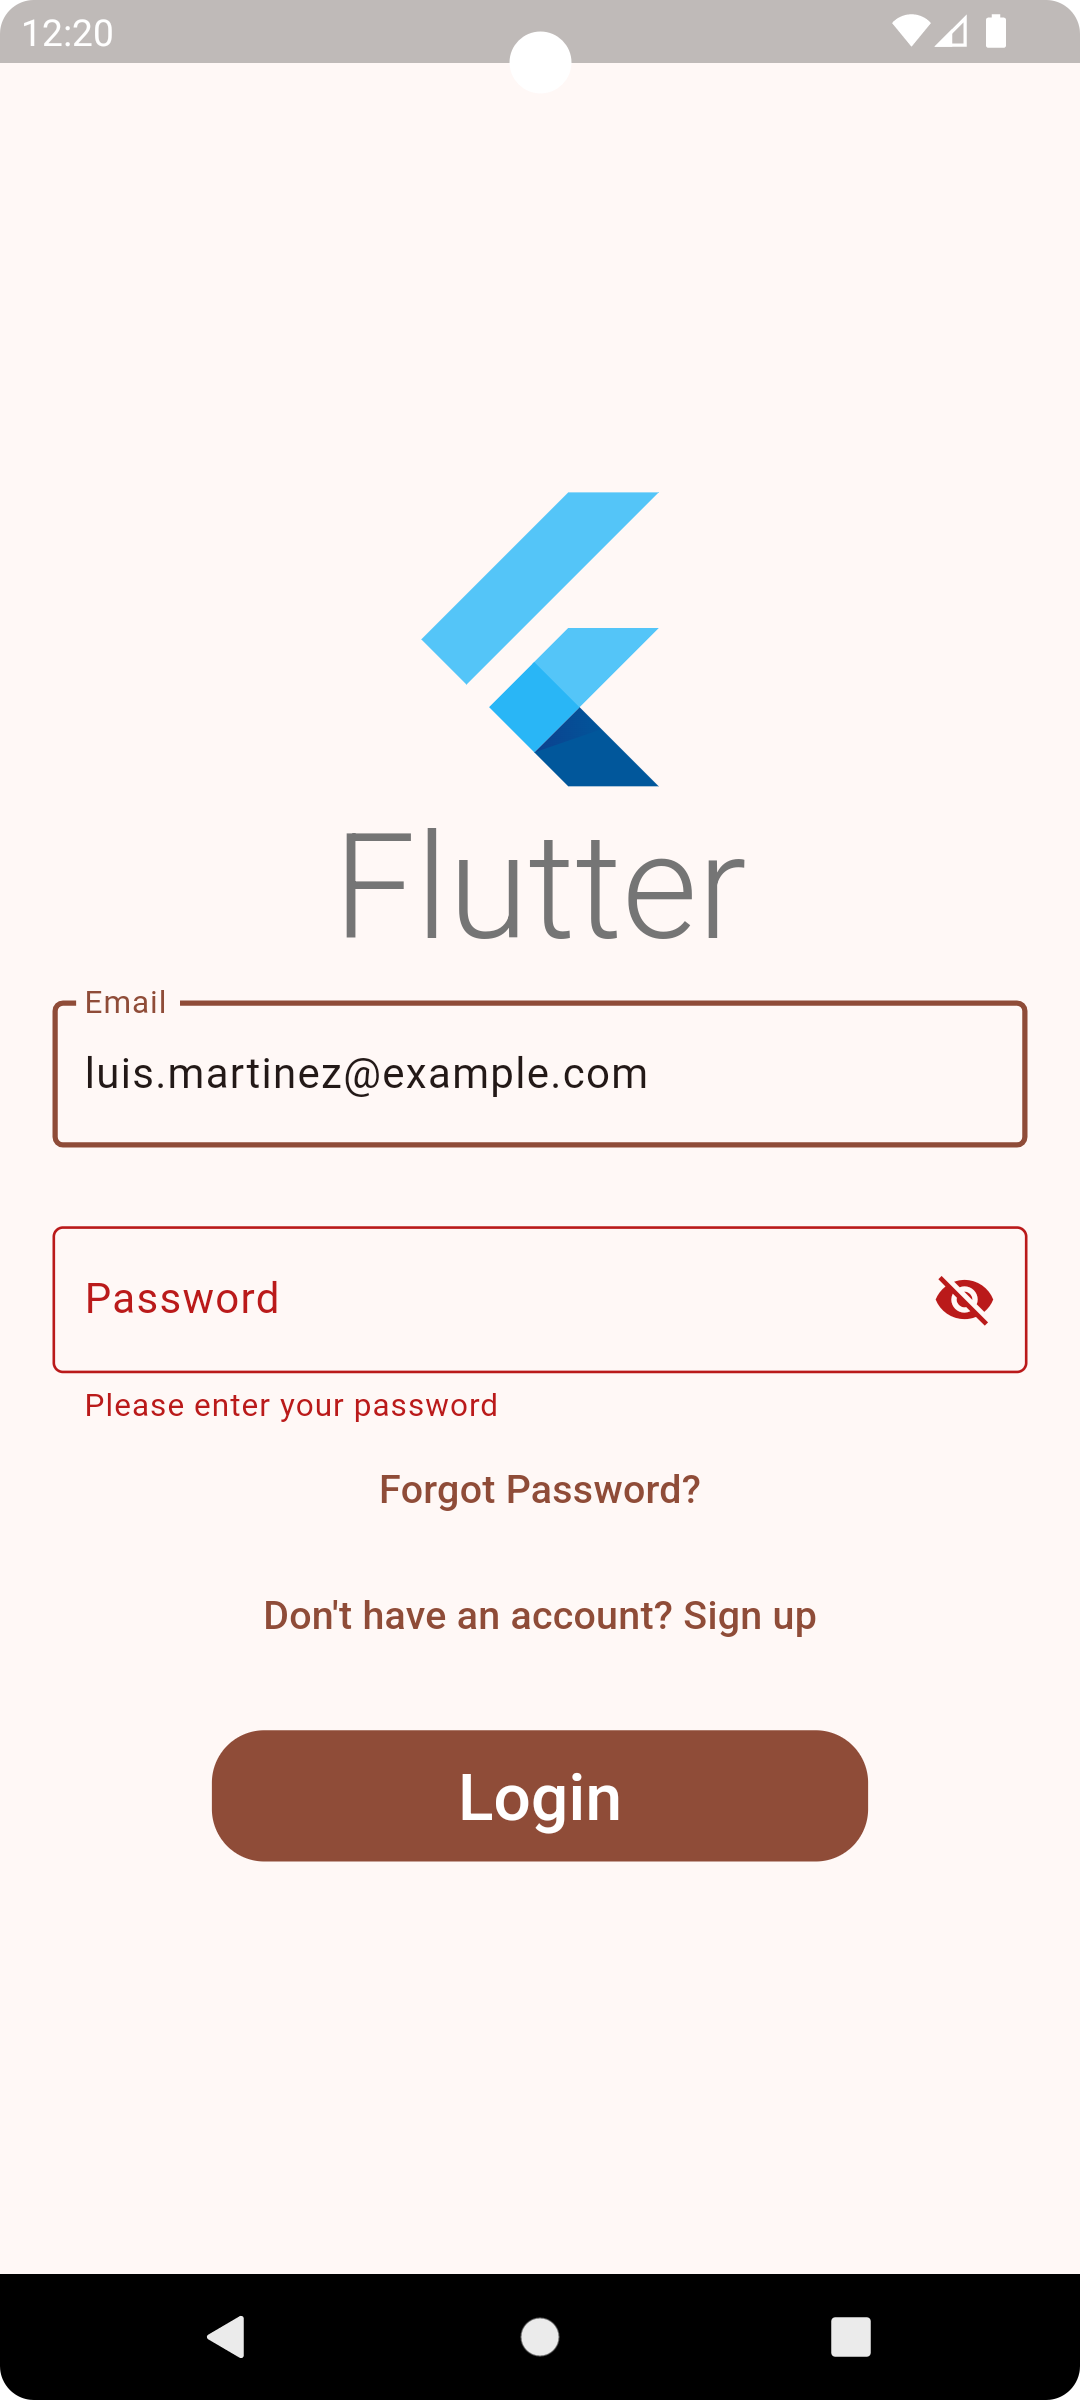 12:20
Flutter
Email
luis.martinez@example.com
Password
Please enter your password
Forgot Password?
Don't have an account? Sign up
Login